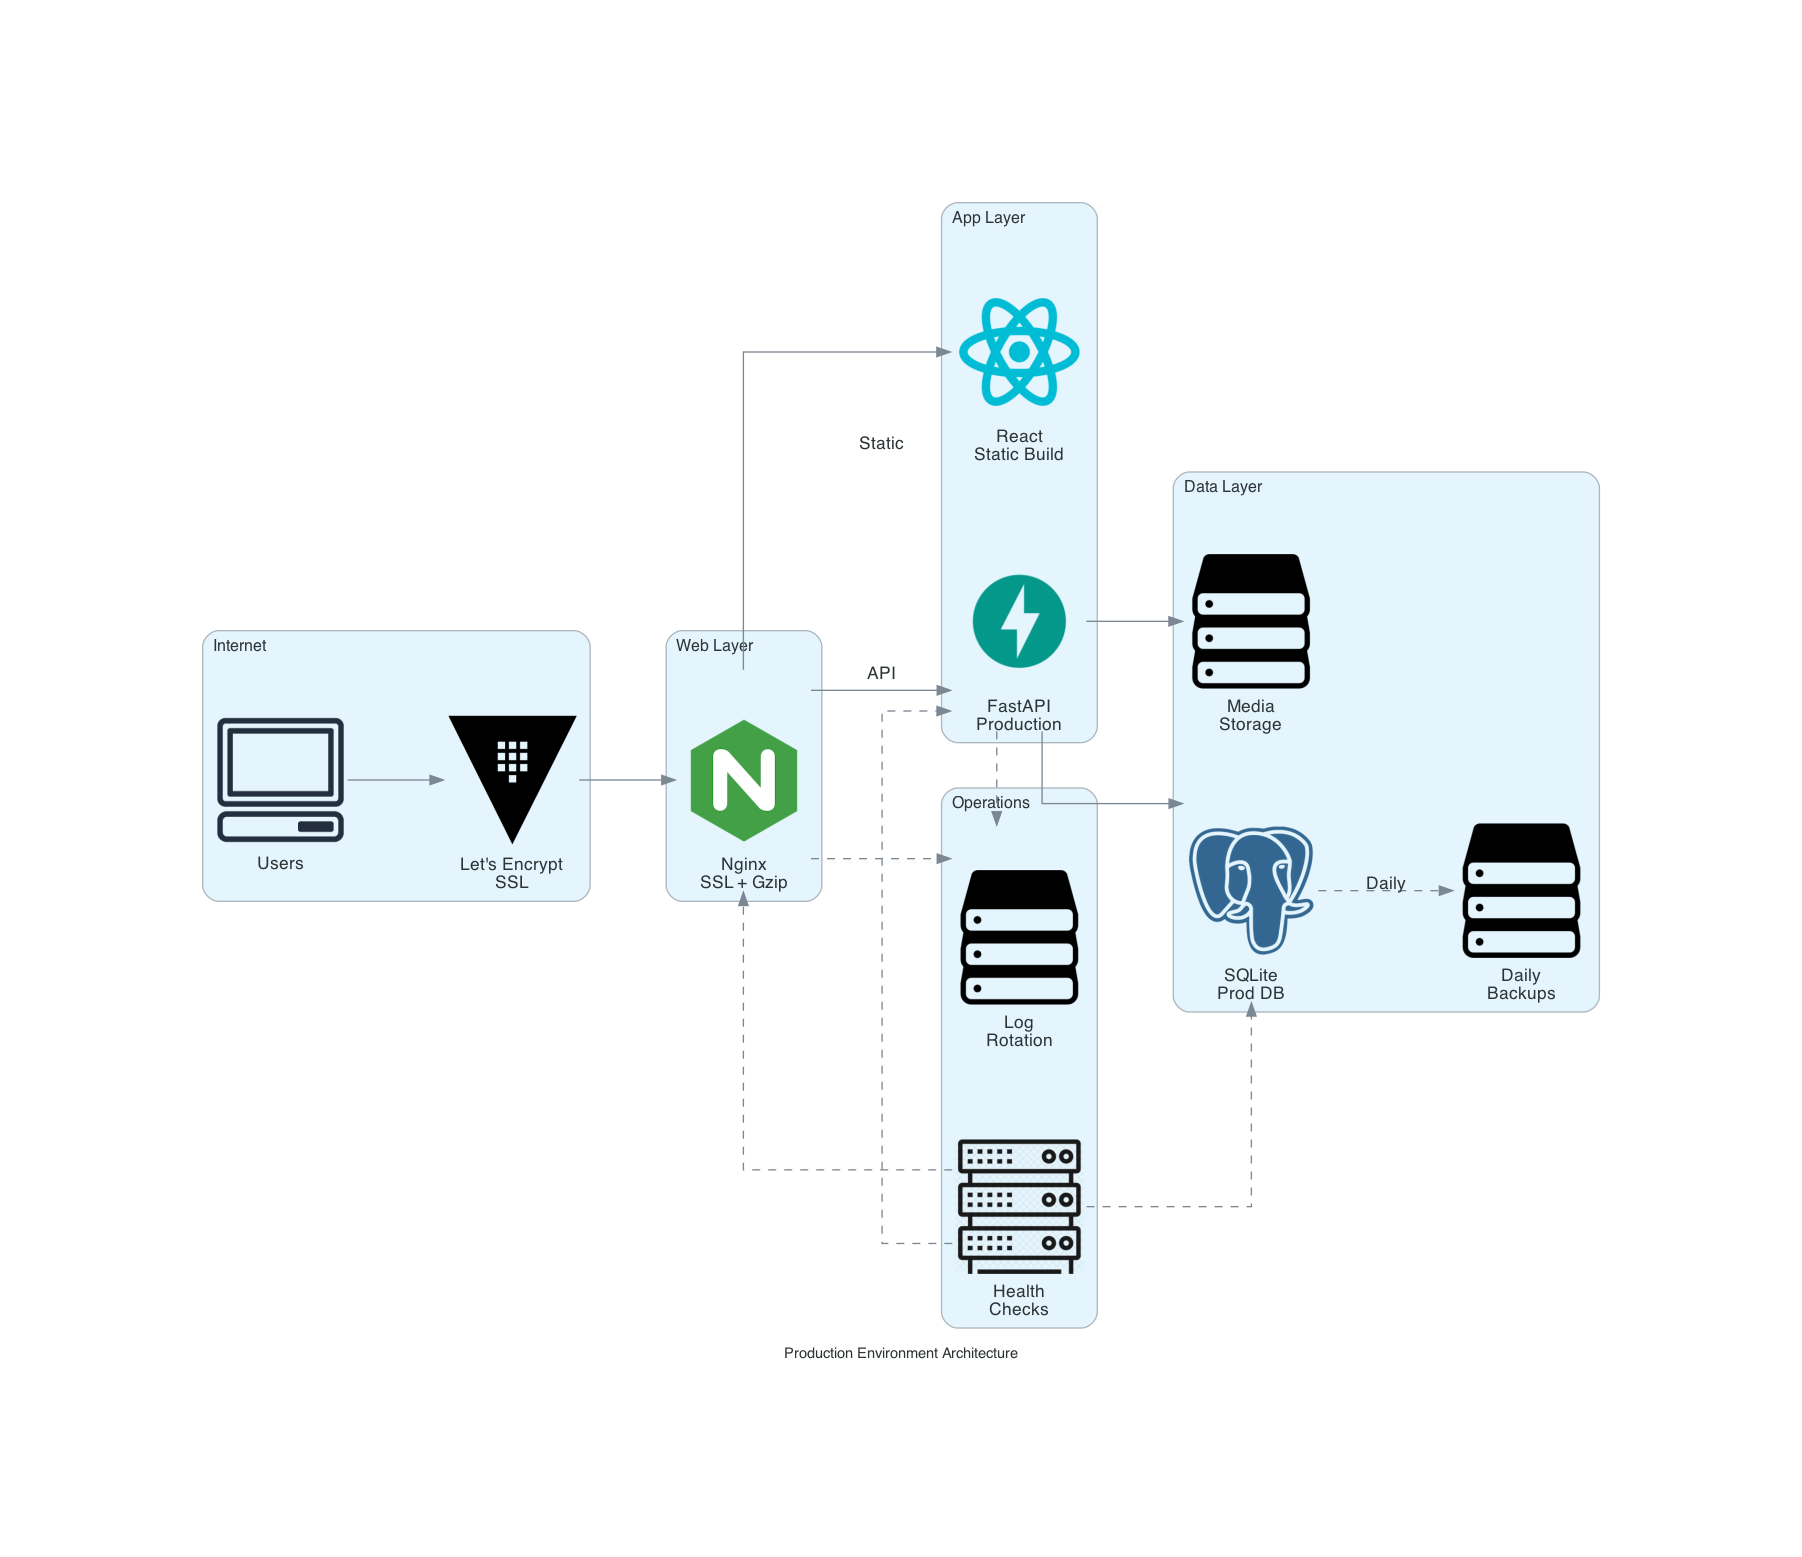 App Layer
React
Static Build
Static
Data Layer
Internet
Web Layer
API
FastAPI
Production
Media
Storage
Operations
Users
Let's Encrypt
SSL
Nginx
SSL + Gzip
Daily
SQLite
Prod DB
Daily
Backups
Log
Rotation
Health
Checks
Production Environment Architecture